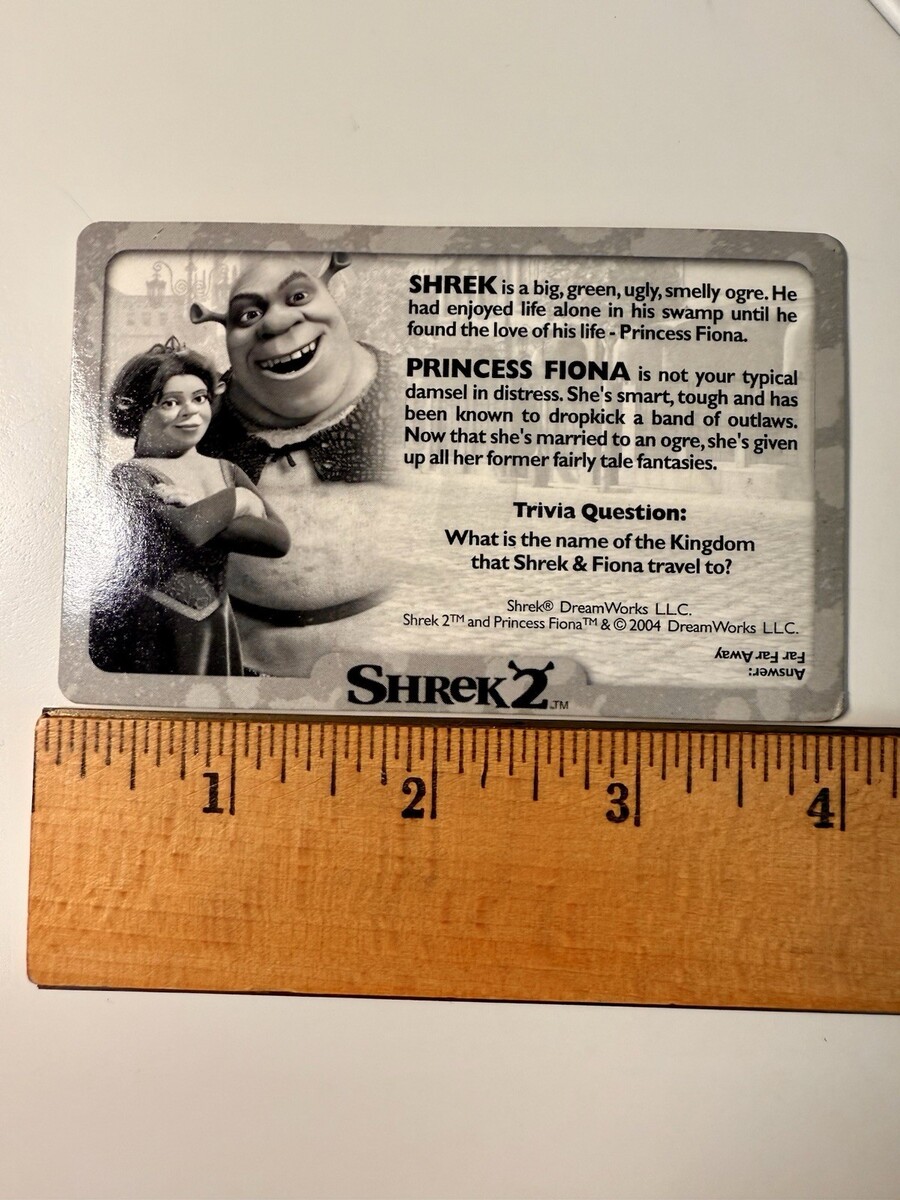 SHREK is a big, green, ugly, smelly ogre. He
had enjoyed life alone in his swamp until he
found the love of his life - Princess Fiona.
PRINCESS FIONA is not your typical
damsel in distress. She's smart, tough and has
been known to dropkick a band of outlaws.
Now that she's married to an ogre, she's given
up all her former fairly tale fantasies.
Trivia Question:
What is the name of the Kingdom
that Shrek & Fiona travel to?
Shrek® DreamWorks L.L.C.
Shrek 2™ and Princess Fiona™ & © 2004 DreamWorks L.L.C.
Answer:
Far Far Away
SHREK 2™
1 2 3 4